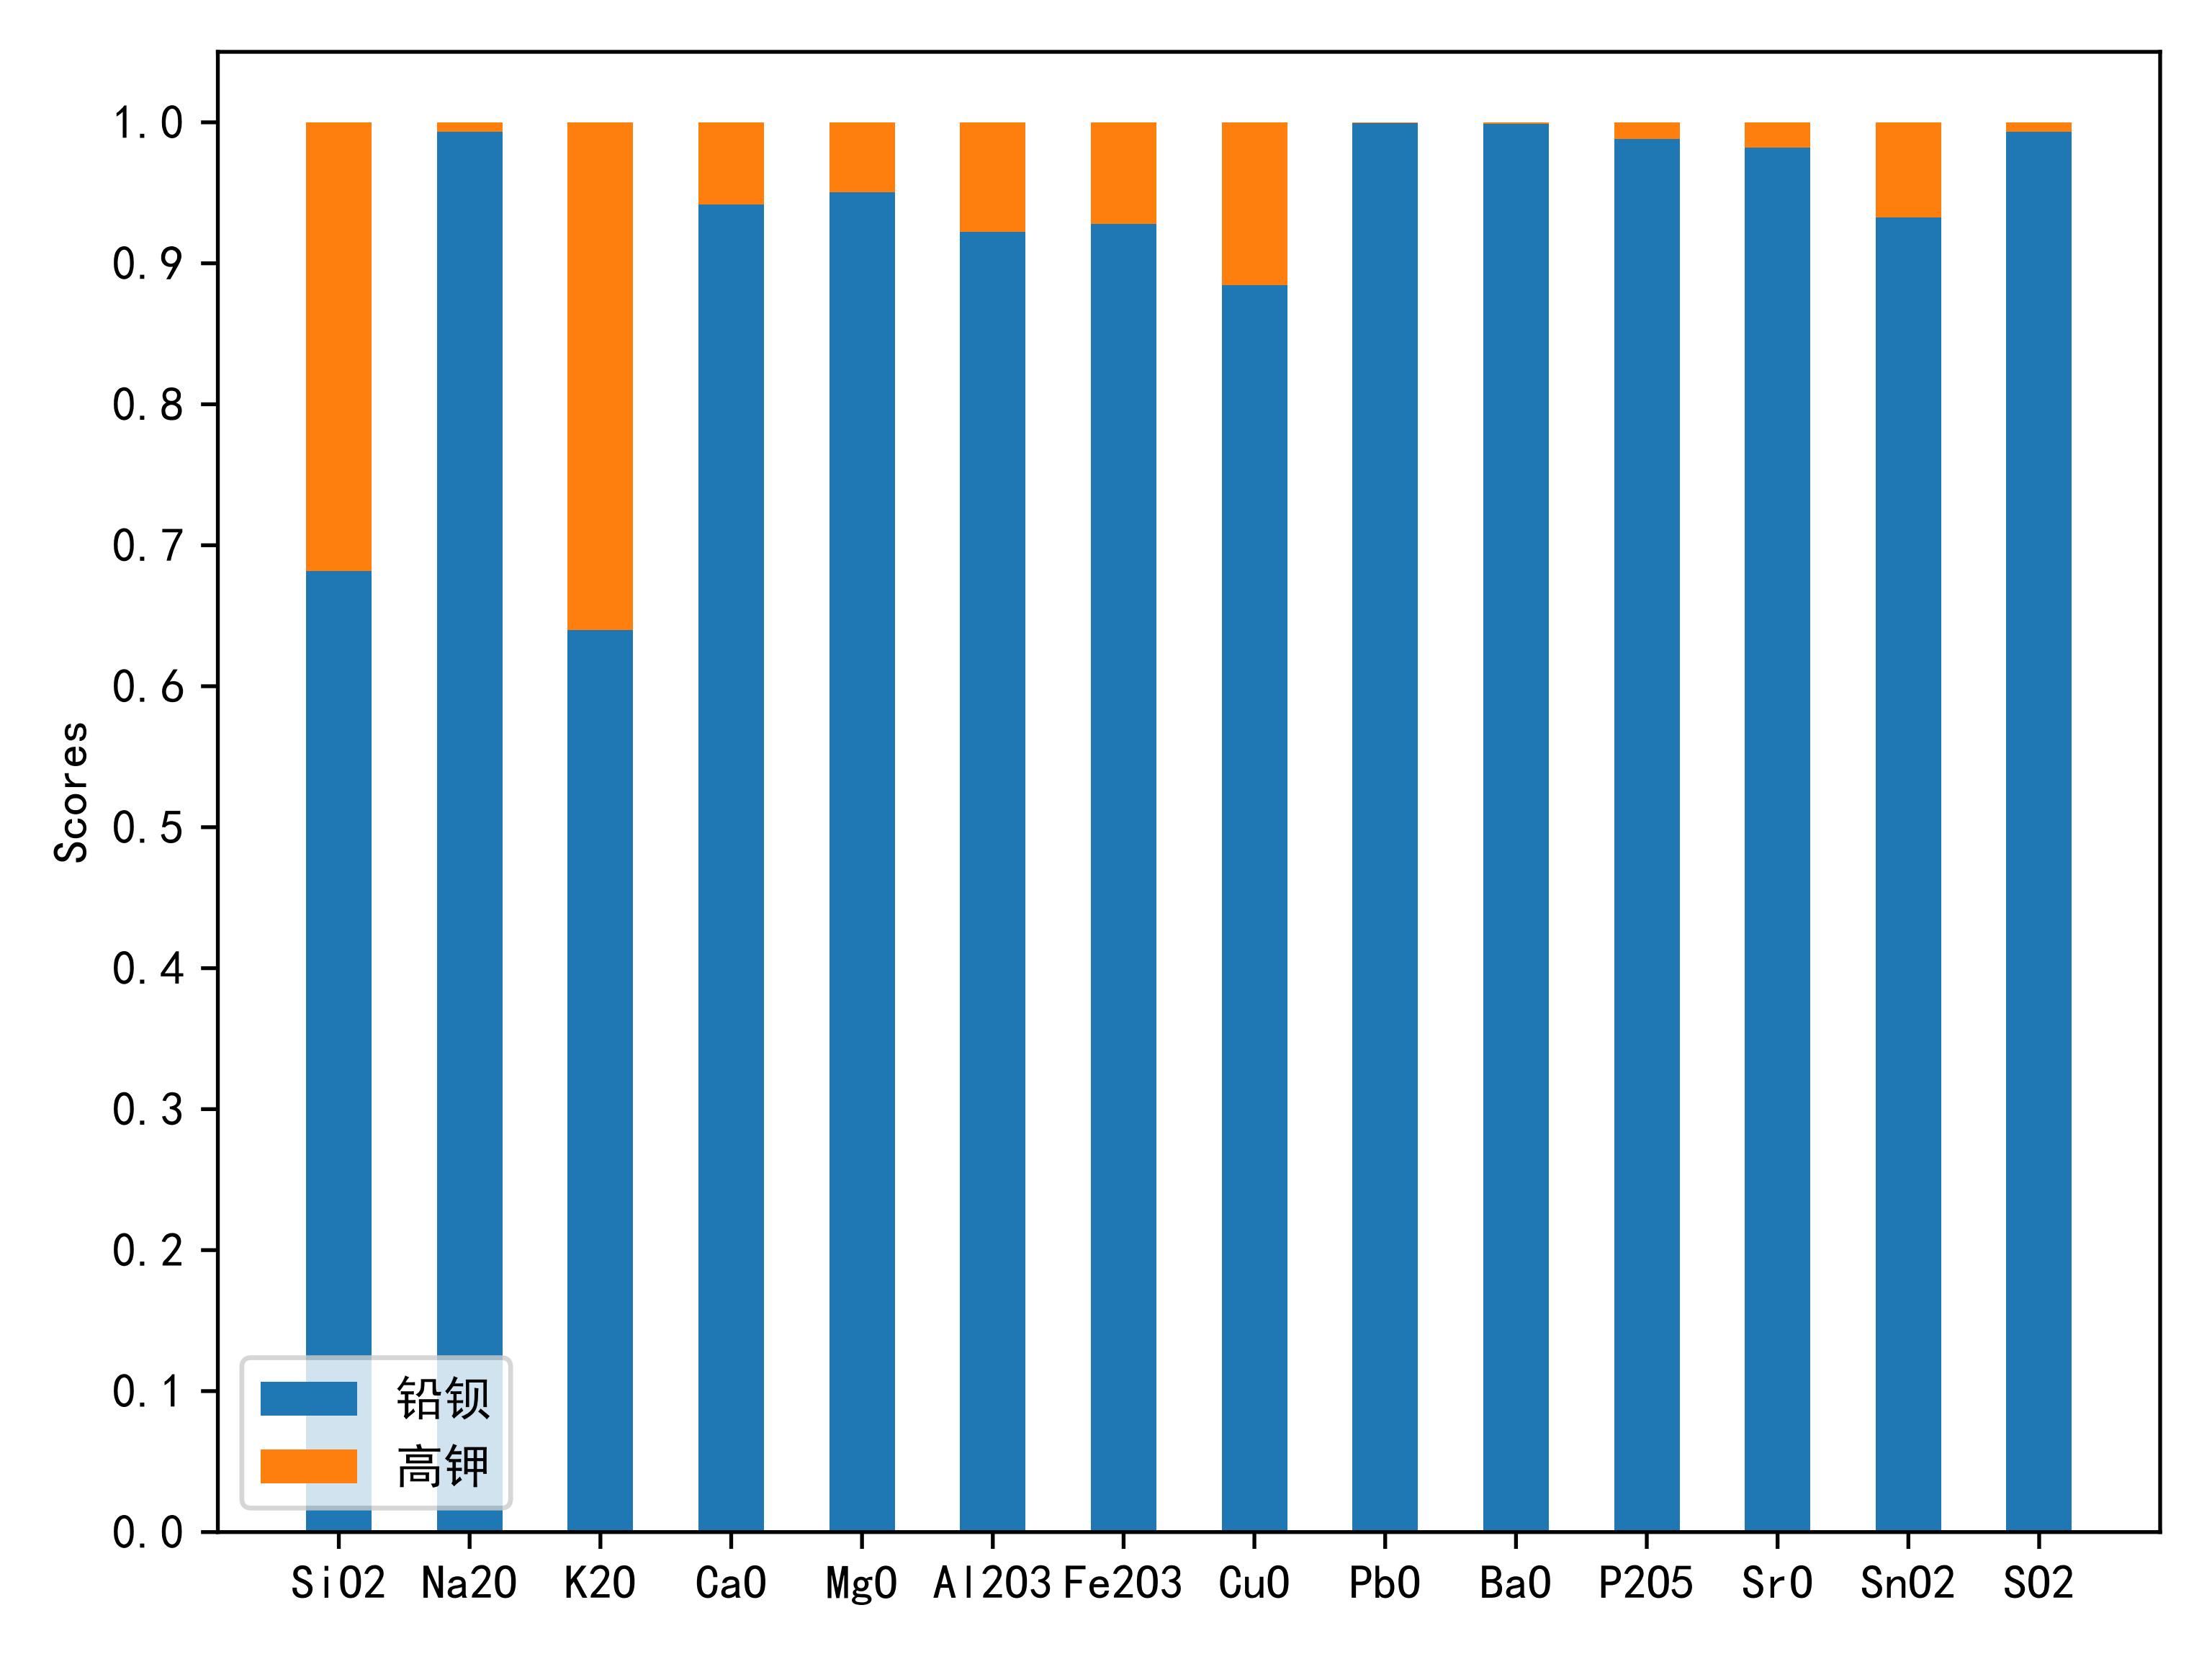 Scores
1.0
0.9
0.8
0.7
0.6
0.5
0.4
0.3
0.2
0.1
0.0
铅钡
高钾
SiO2 Na2O K2O CaO MgO Al2O3 Fe2O3 CuO PbO BaO P2O5 SrO SnO2 SO2